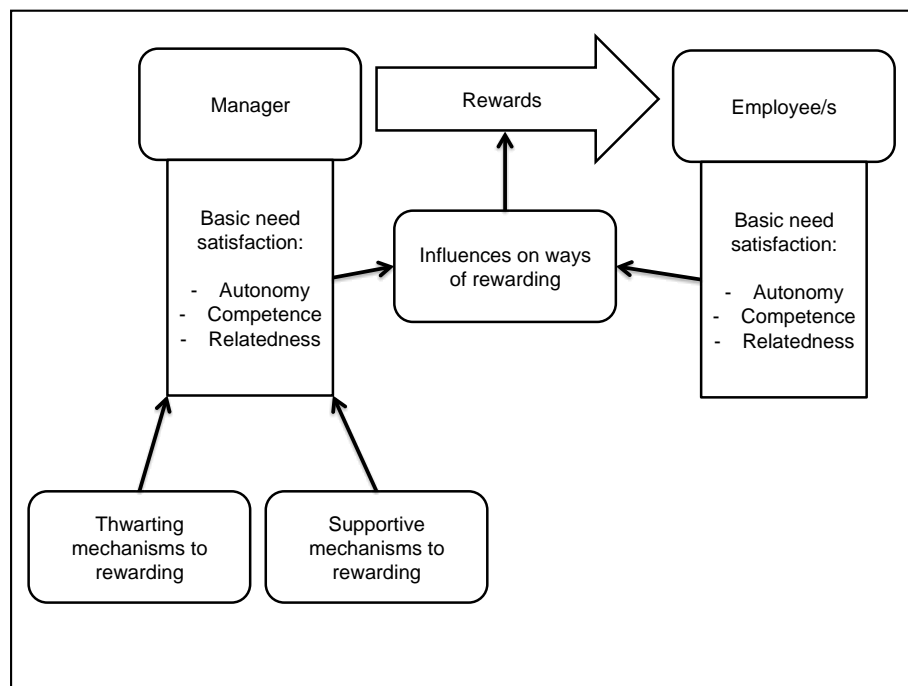 Manager
Rewards
Employee/s
Basic need
satisfaction:
- Autonomy
- Competence
- Relatedness
Influences on ways
of rewarding
Basic need
satisfaction:
- Autonomy
- Competence
- Relatedness
Thwarting
mechanisms to
rewarding
Supportive
mechanisms to
rewarding